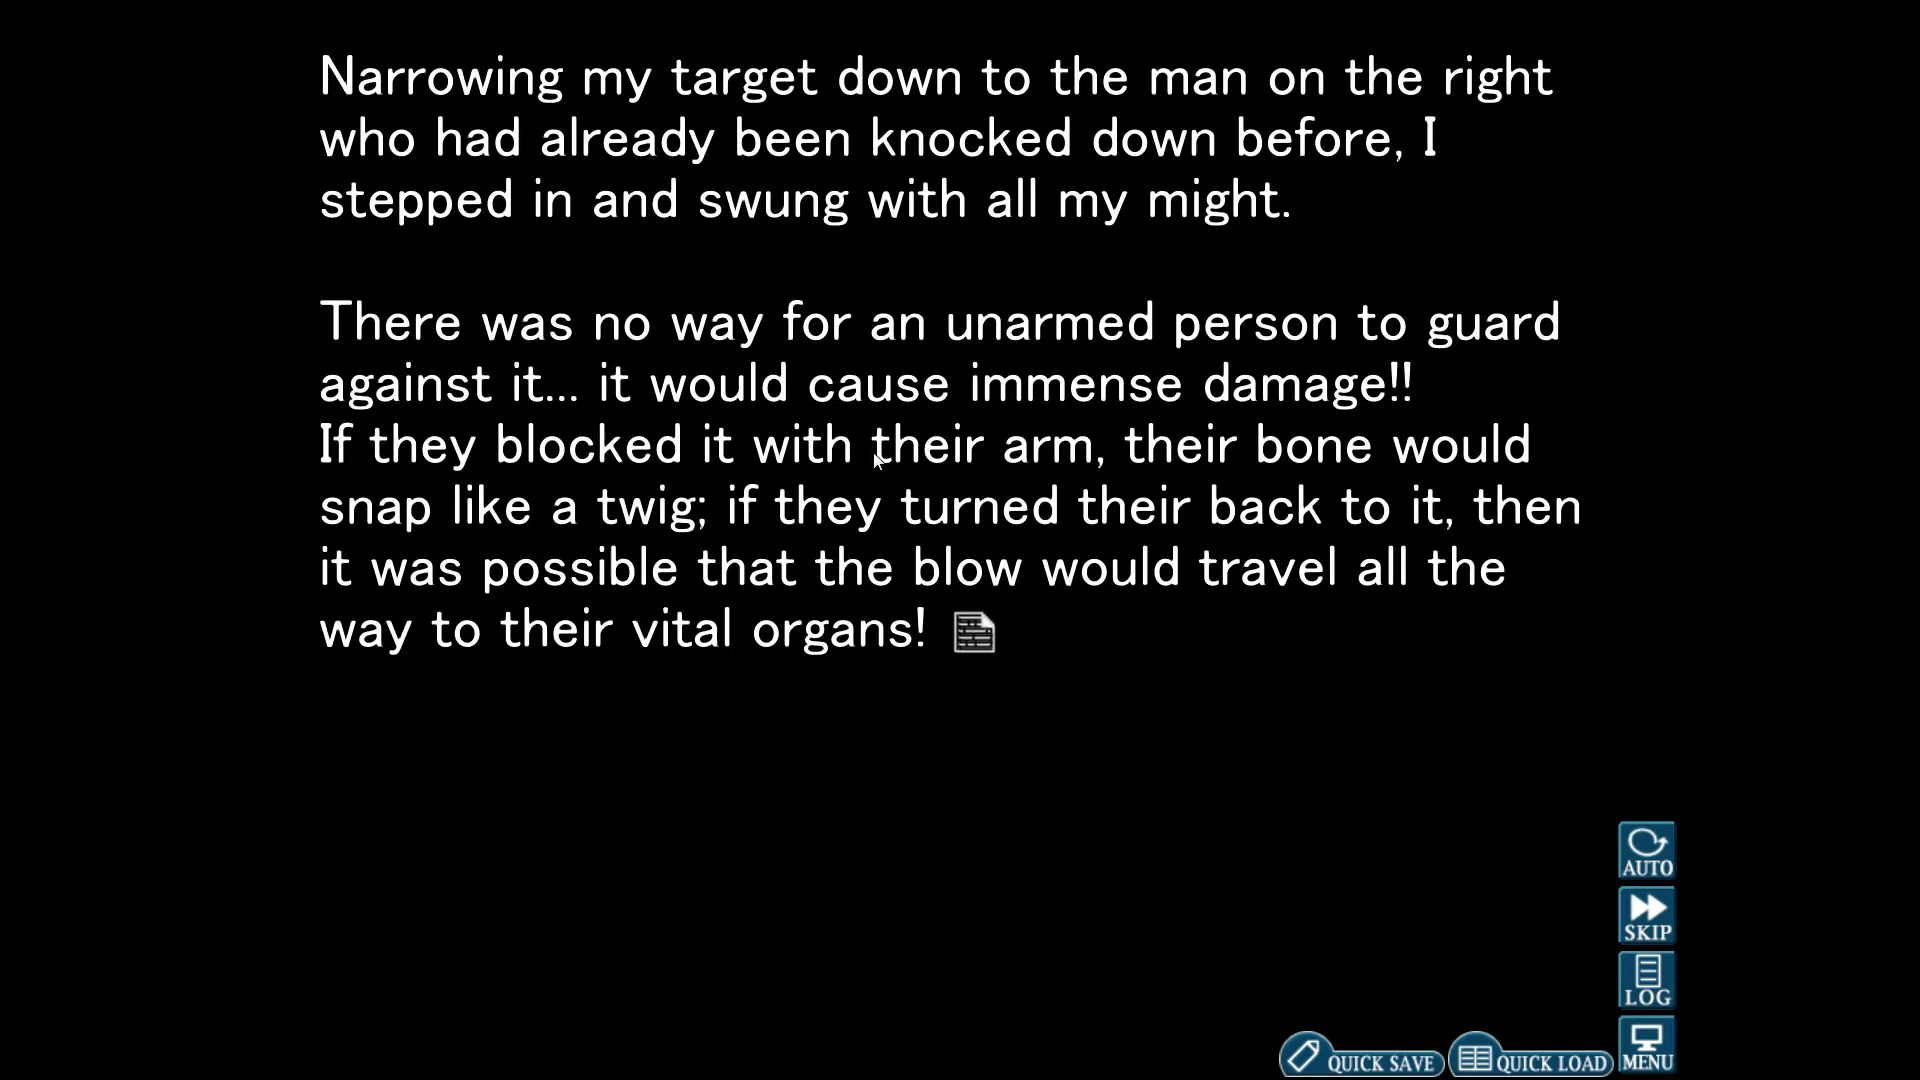 Narrowing my target down to the man on the right
who had already been knocked down before, I
stepped in and swung with all my might.
There was no way for an unarmed person to guard
against it... it would cause immense damage!!
If they blocked it with their arm, their bone would
snap like a twig; if they turned their back to it, then
it was possible that the blow would travel all the
way to their vital organs!
AUTO
SKIP
LOG
MENU
QUICK SAVE
QUICK LOAD